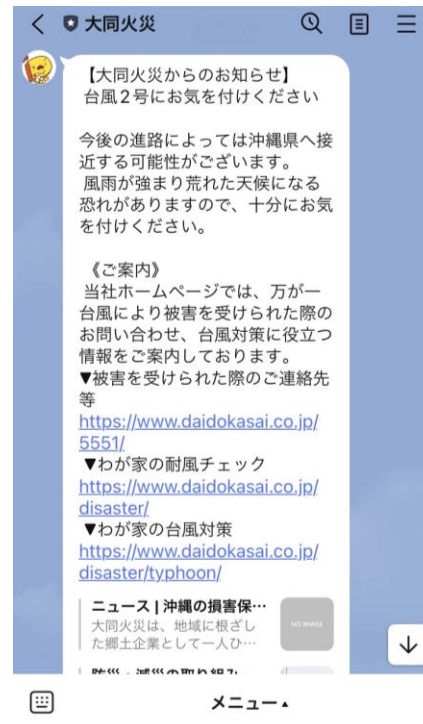 大同火災
【大同火災からのお知らせ】
台風2号にお気を付けください
今後の進路によっては沖縄県へ接
近する可能性がございます。
風雨が強まり荒れた天候になる
恐れがありますので、十分にお気
を付けください。
《ご案内》
当社ホームページでは、万が一
台風により被害を受けられた際の
お問い合わせ、台風対策に役立つ
情報をご案内しております。
▼被害を受けられた際のご連絡先
等
https://www.daidokasai.co.jp/
5551/
▼わが家の耐風チェック
https://www.daidokasai.co.jp/
disaster/
▼わが家の台風対策
https://www.daidokasai.co.jp/
disaster/typhoon/
ニュース | 沖縄の損害保…
大同火災は、地域に根ざし
た郷土企業として一人ひ…
NO IMAGE
防災・減災の取り組み
メニュー▲